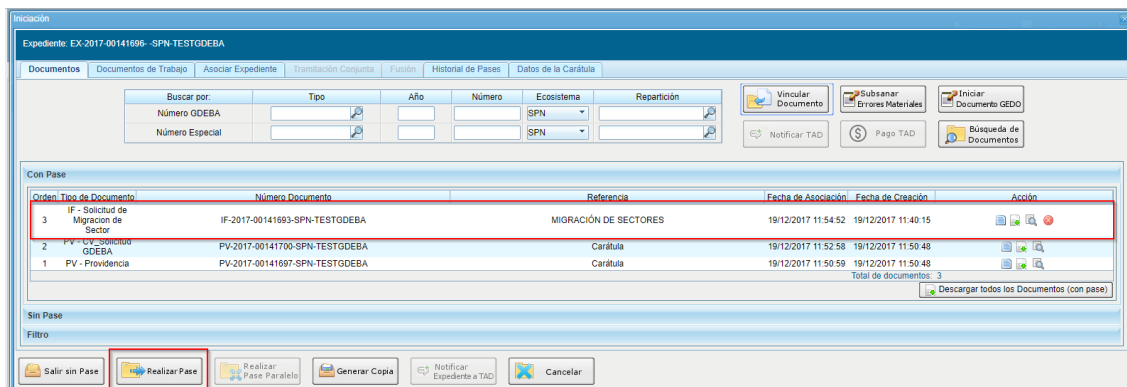 Iniciación
Expediente: EX-2017-00141696- -SPN-TESTGDEBA
Documentos Documentos de Trabajo Asociar Expediente Tramitación Conjunta Fusión Historial de Pases Datos de la Carátula
Buscar por: Tipo Año Número Ecosistema Repartición
Número GDEBA SPN
Número Especial SPN
Vincular Documento
Subsanar Errores Materiales
Iniciar Documento GEDO
Notificar TAD
Pago TAD
Búsqueda de Documentos
Con Pase
Orden Tipo de Documento Número Documento Referencia Fecha de Asociación Fecha de Creación Acción
3 IF - Solicitud de Migracion de Sector IF-2017-00141693-SPN-TESTGDEBA MIGRACIÓN DE SECTORES 19/12/2017 11:54:52 19/12/2017 11:40:15
2 PV - CV_Solicitud GDEBA PV-2017-00141700-SPN-TESTGDEBA Carátula 19/12/2017 11:52:58 19/12/2017 11:50:48
1 PV - Providencia PV-2017-00141697-SPN-TESTGDEBA Carátula 19/12/2017 11:50:59 19/12/2017 11:50:48
Total de documentos: 3
Descargar todos los Documentos (con pase)
Sin Pase
Filtro
Salir sin Pase
Realizar Pase
Realizar Pase Paralelo
Generar Copia
Notificar Expediente a TAD
Cancelar